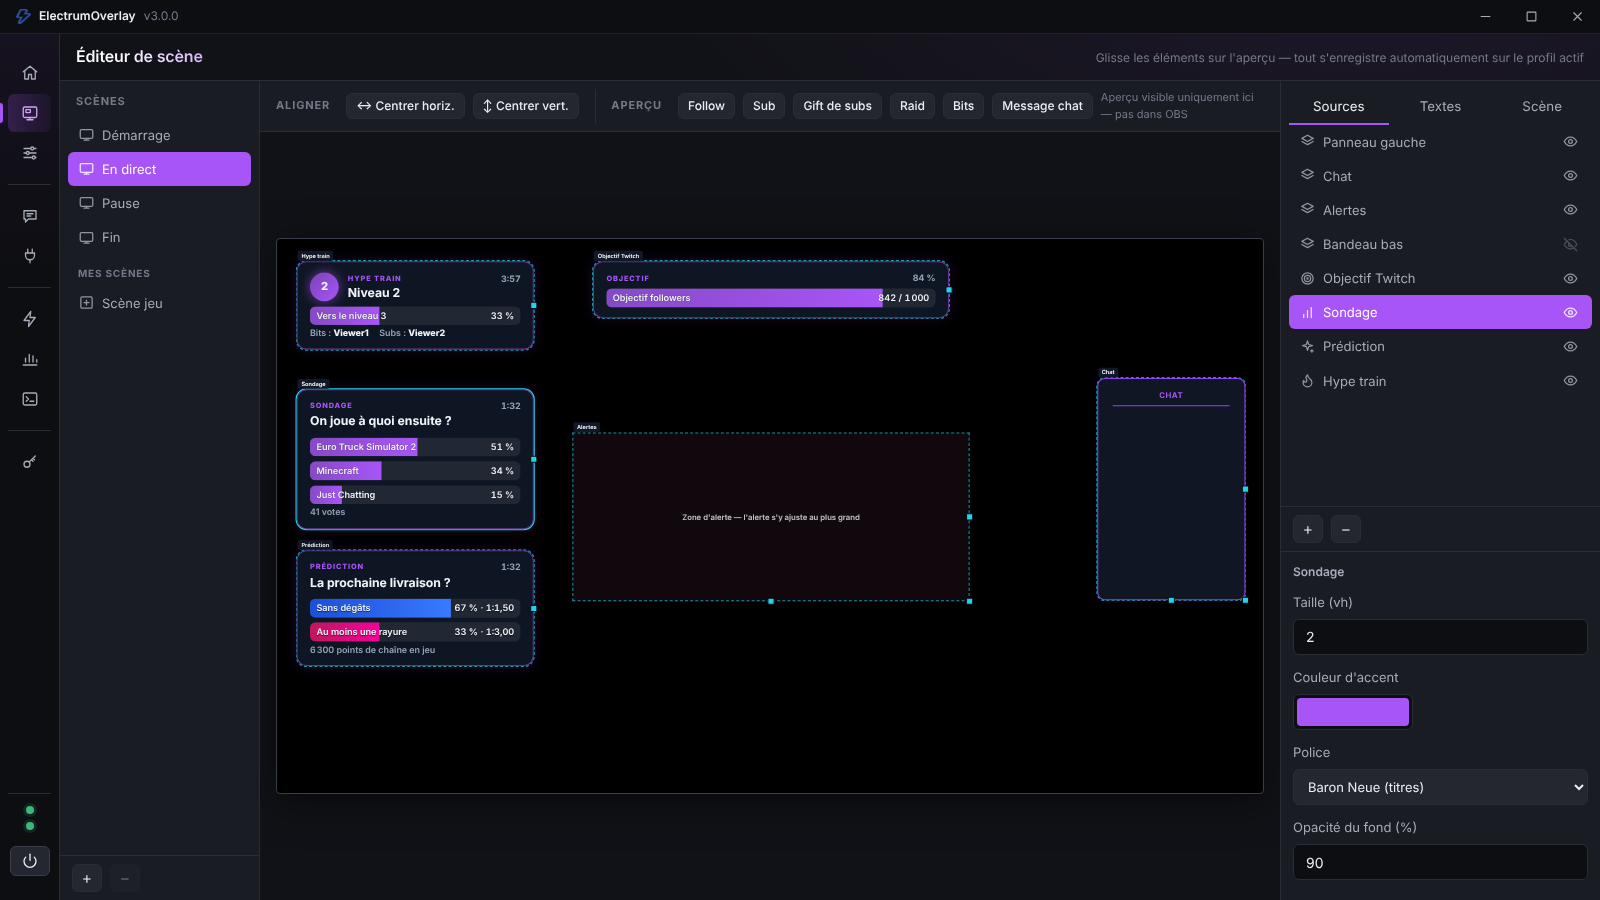 ElectrumOverlay v3.0.0
Éditeur de scène
Glisse les éléments sur l'aperçu — tout s'enregistre automatiquement sur le profil actif
SCÈNES
Démarrage
En direct
Pause
Fin
MES SCÈNES
Scène jeu
+ −
ALIGNER
Centrer horiz.
Centrer vert.
APERÇU
Follow
Sub
Gift de subs
Raid
Bits
Message chat
Aperçu visible uniquement ici
— pas dans OBS
Hype train
2
HYPE TRAIN
3:57
Niveau 2
Vers le niveau 3
33 %
Bits : Viewer1 Subs : Viewer2
Objectif Twitch
OBJECTIF
84 %
Objectif followers
842 / 1 000
Sondage
SONDAGE
1:32
On joue à quoi ensuite ?
Euro Truck Simulator 2
51 %
Minecraft
34 %
Just Chatting
15 %
41 votes
Prédiction
PRÉDICTION
1:32
La prochaine livraison ?
Sans dégâts
67 % · 1:1,50
Au moins une rayure
33 % · 1:3,00
6 300 points de chaîne en jeu
Alertes
Zone d'alerte — l'alerte s'y ajuste au plus grand
Chat
CHAT
Sources
Textes
Scène
Panneau gauche
Chat
Alertes
Bandeau bas
Objectif Twitch
Sondage
Prédiction
Hype train
+ −
Sondage
Taille (vh)
2
Couleur d'accent
Police
Baron Neue (titres)
Opacité du fond (%)
90